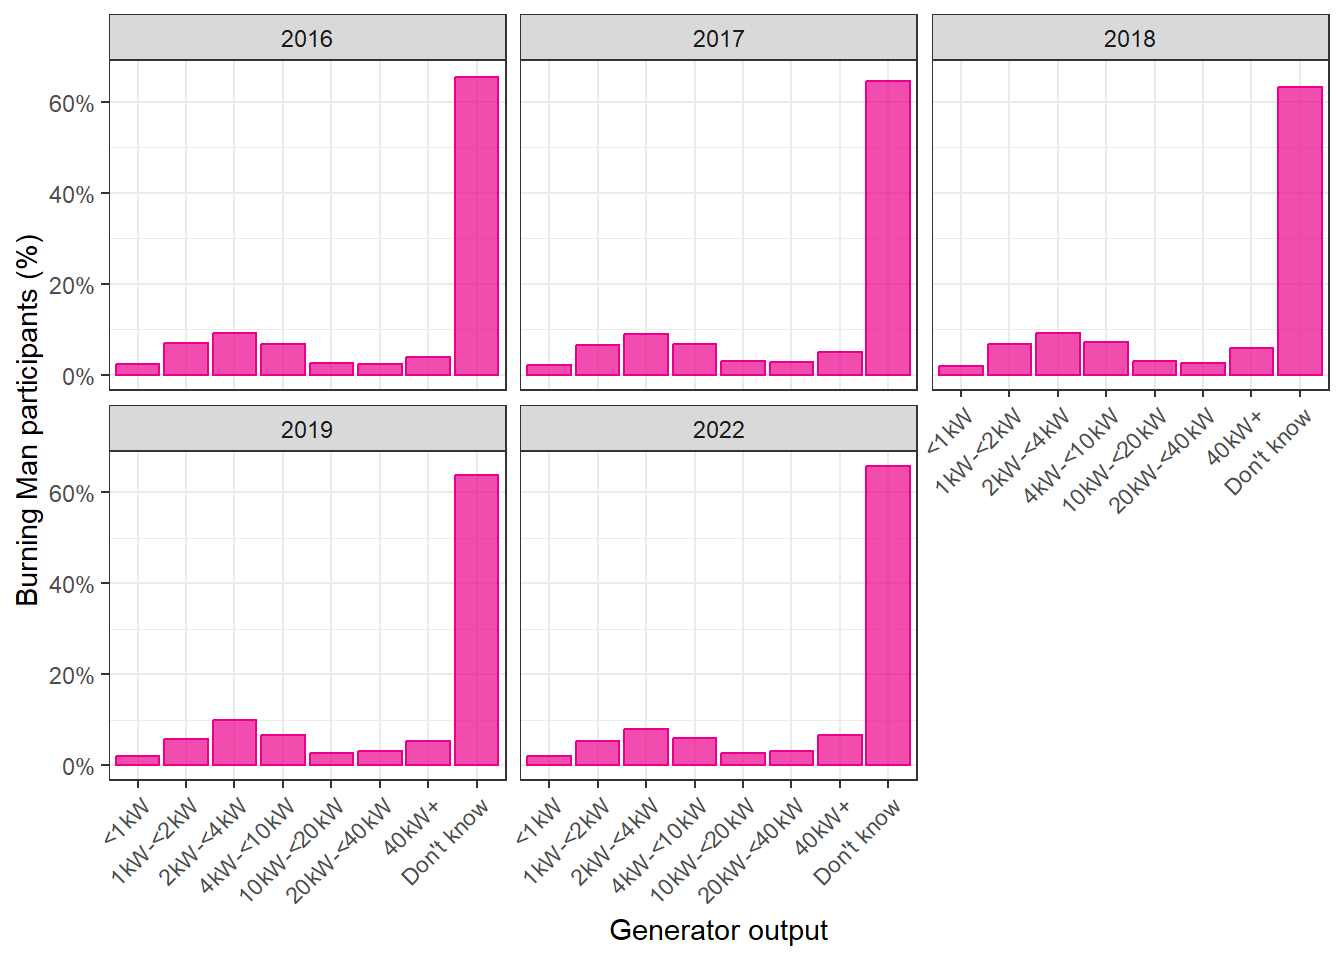 2016
2017
2018
60%
40%
20%
0%
<1kW
1kW-<2kW
2kW-<4kW
4kW-<10kW
10kW-<20kW
20kW-<40kW
40kW+
Don't know
2019
2022
60%
40%
20%
0%
<1kW
1kW-<2kW
2kW-<4kW
4kW-<10kW
10kW-<20kW
20kW-<40kW
40kW+
Don't know
<1kW
1kW-<2kW
2kW-<4kW
4kW-<10kW
10kW-<20kW
20kW-<40kW
40kW+
Don't know
Burning Man participants (%)
Generator output